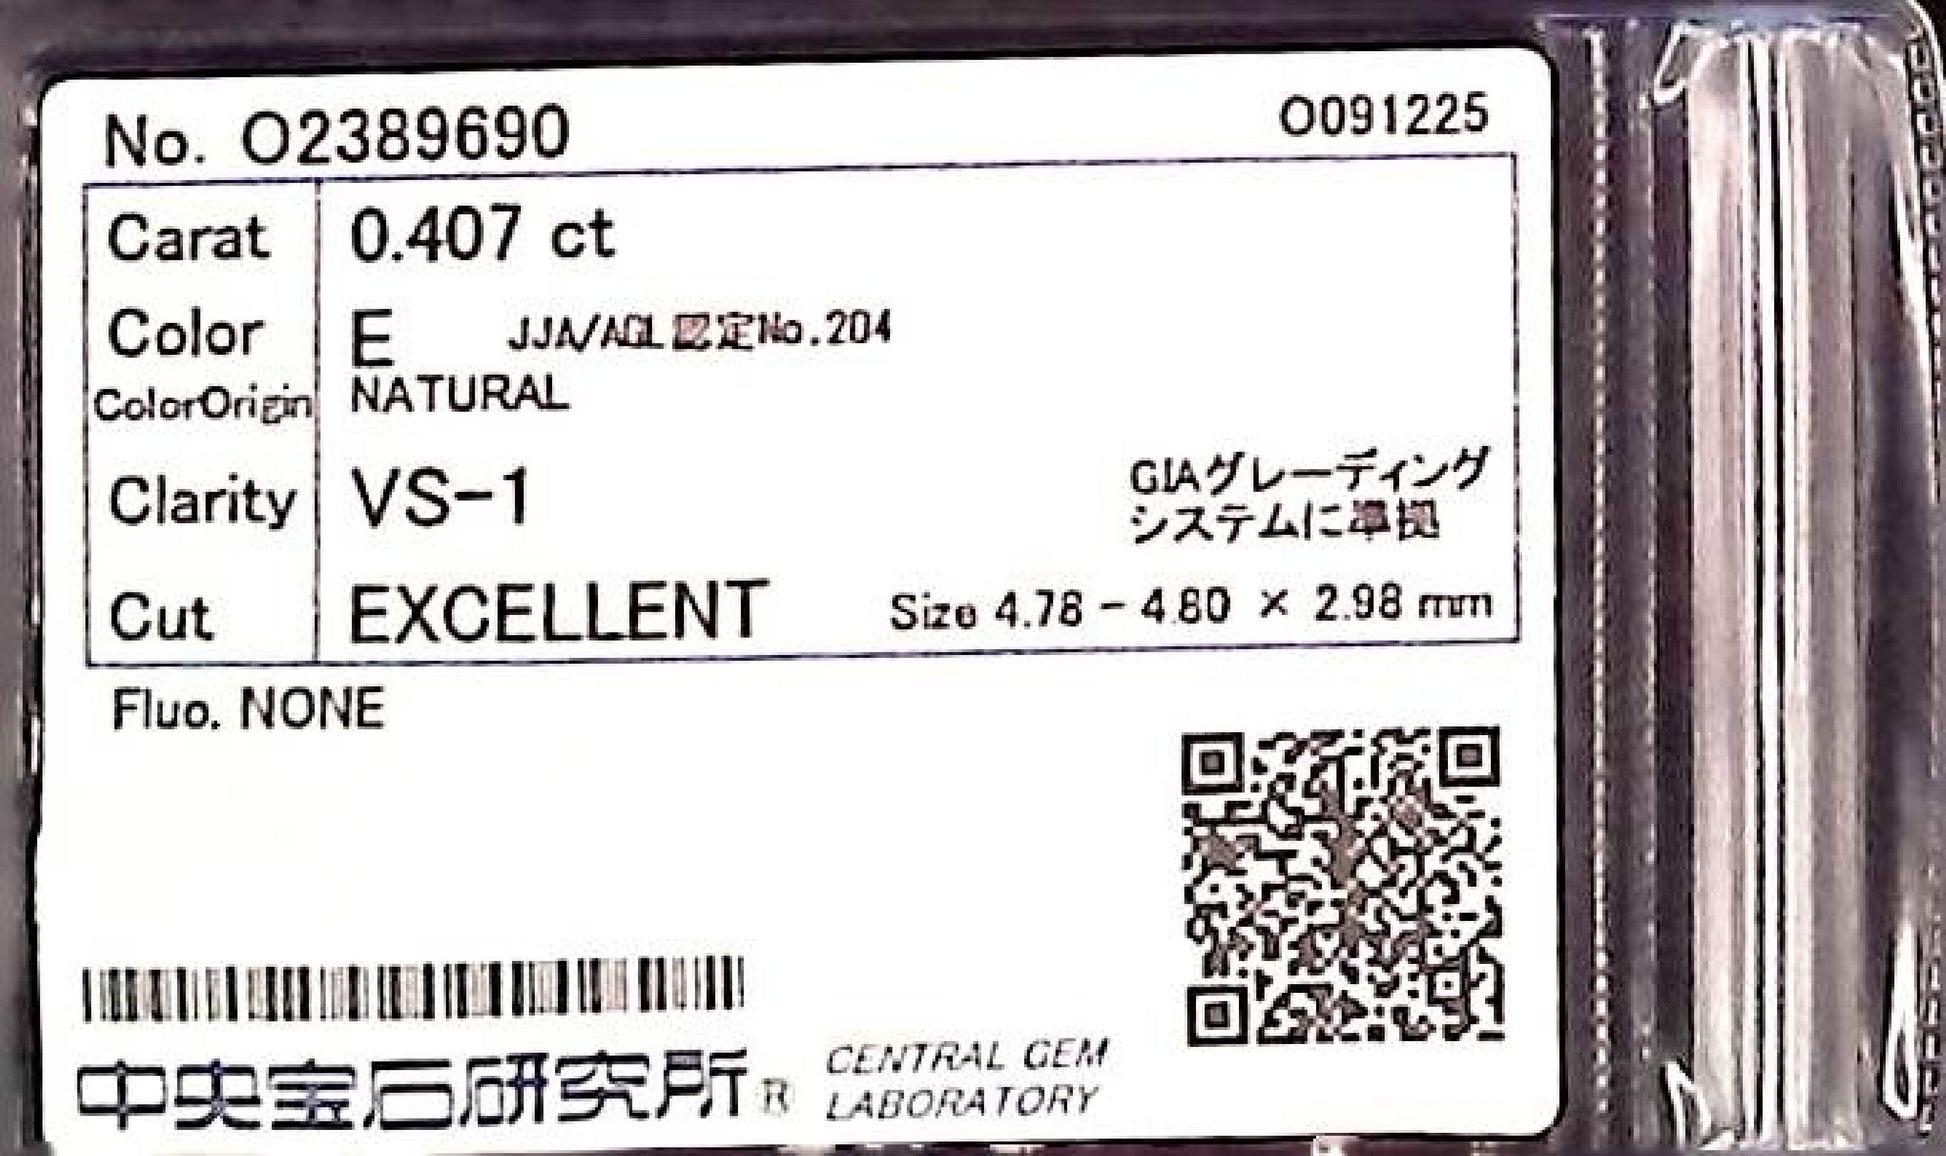 No. O2389690
O091225
Carat 0.407 ct
Color E JJA/AGL認定No.204
ColorOrigin NATURAL
Clarity VS-1
GIAグレーディング
システムに準拠
Cut EXCELLENT Size 4.78 - 4.80 × 2.98 mm
Fluo. NONE
中央宝石研究所®
CENTRAL GEM
LABORATORY